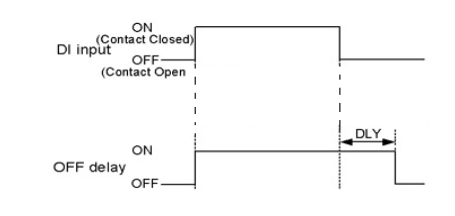 ON
(Contact Closed)
DI input
OFF
(Contact Open
DLY
ON
OFF delay
OFF